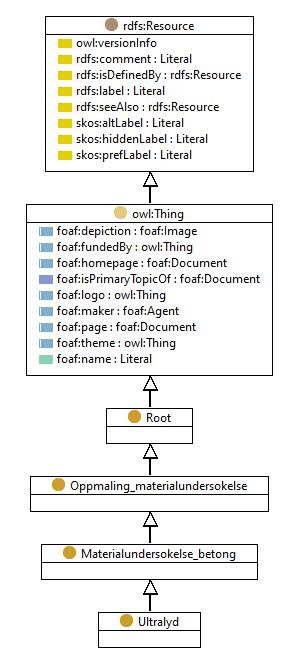 rdfs:Resource
owl:versionInfo
rdfs:comment : Literal
rdfs:isDefinedBy : rdfs:Resource
rdfs:label : Literal
rdfs:seeAlso : rdfs:Resource
skos:altLabel : Literal
skos:hiddenLabel : Literal
skos:prefLabel : Literal
owl:Thing
foaf:depiction : foaf:Image
foaf:fundedBy : owl:Thing
foaf:homepage : foaf:Document
foaf:isPrimaryTopicOf : foaf:Document
foaf:logo : owl:Thing
foaf:maker : foaf:Agent
foaf:page : foaf:Document
foaf:theme : owl:Thing
foaf:name : Literal
Root
Oppmaling_materialundersokelse
Materialundersokelse_betong
Ultralyd